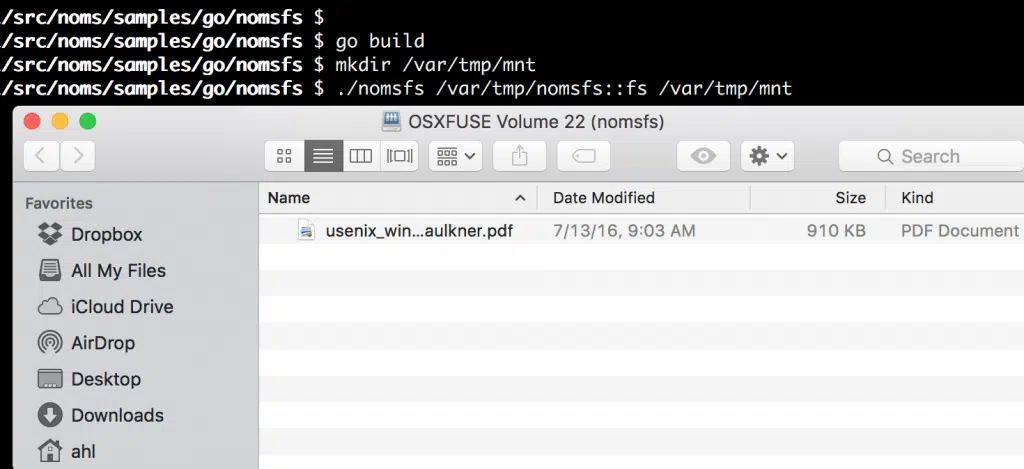 /src/noms/samples/go/nomsfs $
/src/noms/samples/go/nomsfs $ go build
/src/noms/samples/go/nomsfs $ mkdir /var/tmp/mnt
/src/noms/samples/go/nomsfs $ ./nomsfs /var/tmp/nomsfs::fs /var/tmp/mnt
OSXFUSE Volume 22 (nomsfs)
Search
Favorites
Dropbox
All My Files
iCloud Drive
AirDrop
Desktop
Downloads
ahl
Name Date Modified Size Kind
usenix_win...aulkner.pdf 7/13/16, 9:03 AM 910 KB PDF Document